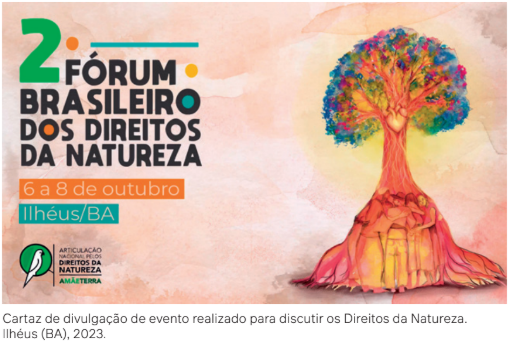 2º
FÓRUM
BRASILEIRO
DOS DIREITOS
DA NATUREZA
6 a 8 de outubro
Ilhéus/BA
ARTICULAÇÃO
NACIONAL PELOS
DIREITOS DA
NATUREZA
A MÃE TERRA
Cartaz de divulgação de evento realizado para discutir os Direitos da Natureza.
Ilhéus (BA), 2023.